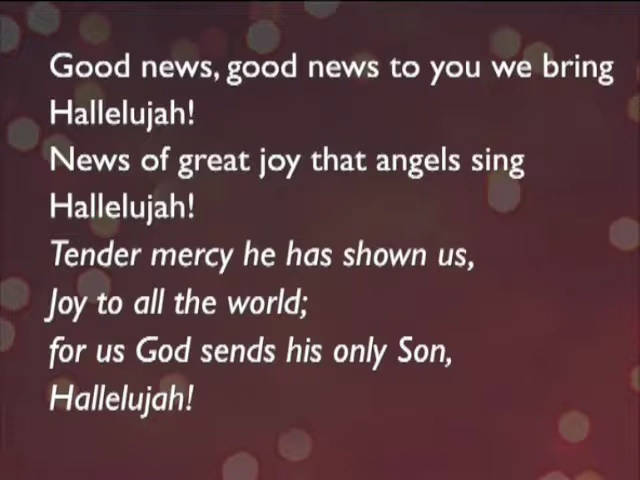 Good news, good news to you we bring
Hallelujah!
News of great joy that angels sing
Hallelujah!
Tender mercy he has shown us,
Joy to all the world;
for us God sends his only Son,
Hallelujah!